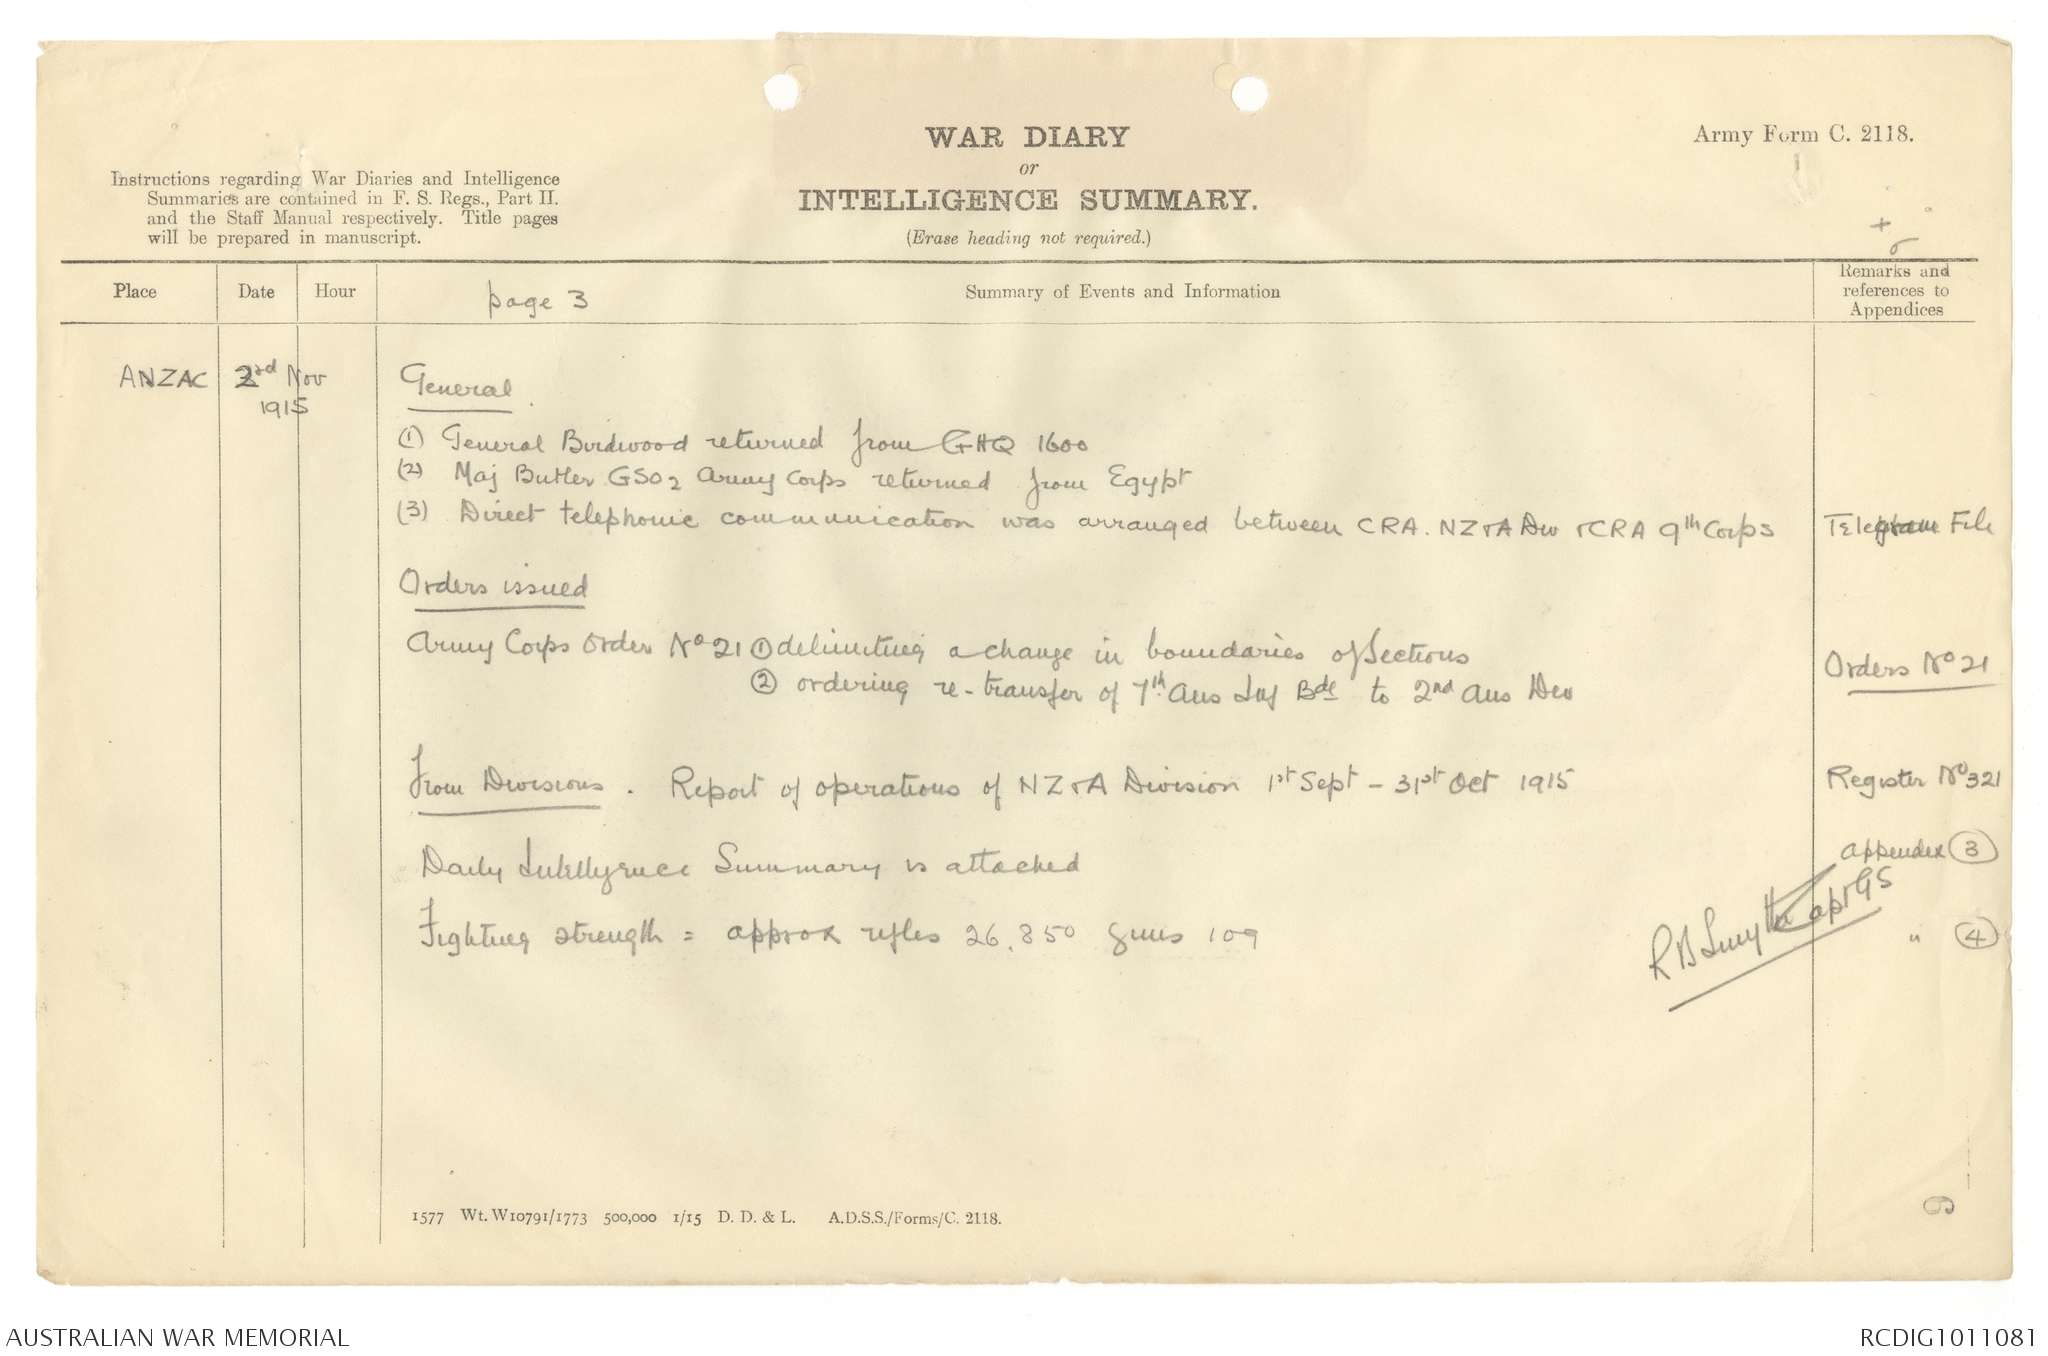 WAR DIARY
or
INTELLIGENCE SUMMARY.
(Erase heading not required.)
Army Form C. 2118.
Instructions regarding War Diaries and Intelligence
Summaries are contained in F. S. Regs., Part II.
and the Staff Manual respectively. Title pages
will be prepared in manuscript.
Place
Date
Hour
page 3
Summary of Events and Information
Remarks and
references to
Appendices
ANZAC
2nd Nov
1915
General
(1) General Birdwood returned from GHQ 1600
(2) Maj Butler GSO2 Army Corps returned from Egypt
(3) Direct telephonic communication was arranged between CRA. NZ & A Div & CRA 9th Corps
Telegram File
Orders issued
Army Corps Order No 21 (1) delimiting a change in boundaries of Sections
(2) ordering re-transfer of 7th Aus Inf Bde to 2nd Aus Div
Orders No 21
From Divisions. Report of operations of NZ & A Division 1st Sept - 31st Oct 1915
Register No 321
Daily Intelligence Summary is attached
Appendex (3)
Fighting strength = approx rifles 26,850 guns 109
" (4)
R B Smythe Capt GS
1577 Wt. W10791/1773 500,000 1/15 D. D. & L. A.D.S.S./Forms/C. 2118.
AUSTRALIAN WAR MEMORIAL
RCDIG1011081